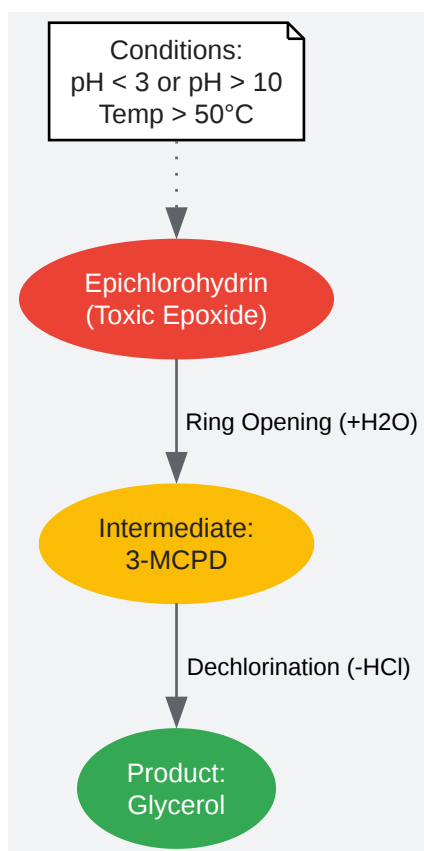 Conditions:
pH < 3 or pH > 10
Temp > 50°C
Epichlorohydrin
(Toxic Epoxide)
Ring Opening (+H2O)
Intermediate:
3-MCPD
Dechlorination (-HCl)
Product:
Glycerol